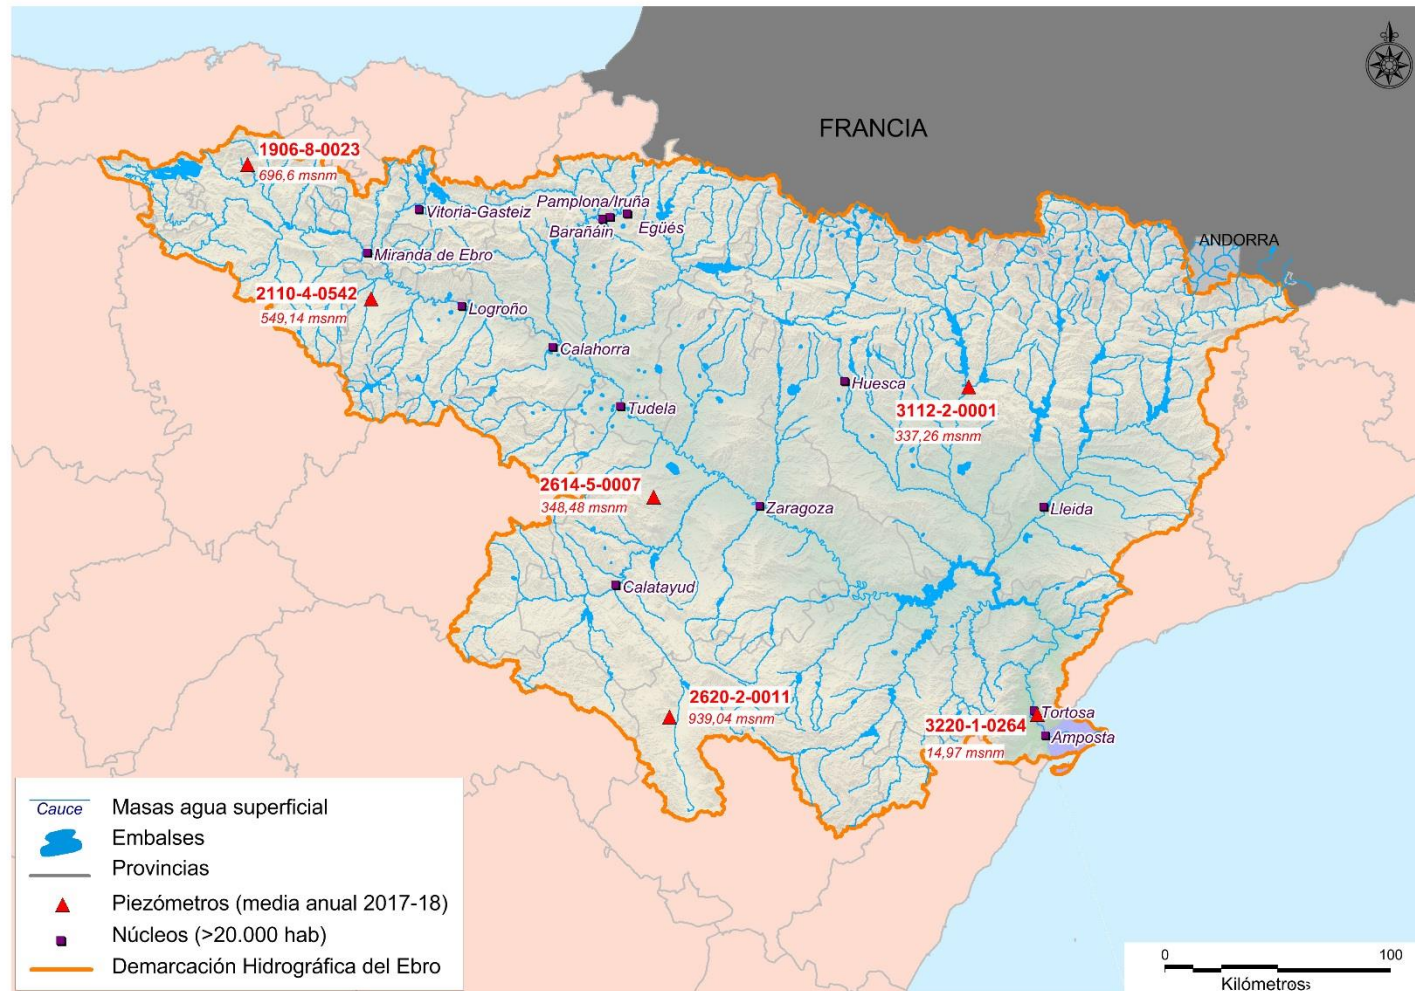 FRANCIA
1906-8-0023
696,6 msnm
Pamplona/Iruña
Vitoria-Gasteiz
Barañáin
Egüés
ANDORRA
Miranda de Ebro
2110-4-0542
549,14 msnm
Logroño
Calahorra
Huesca
3112-2-0001
337,26 msnm
Tudela
2614-5-0007
348,48 msnm
Zaragoza
Lleida
Calatayud
2620-2-0011
939,04 msnm
Tortosa
3220-1-0264
Amposta
14,97 msnm
Cauce Masas agua superficial
Embalses
Provincias
Piezómetros (media anual 2017-18)
Núcleos (>20.000 hab)
Demarcación Hidrográfica del Ebro
0 100
Kilómetros